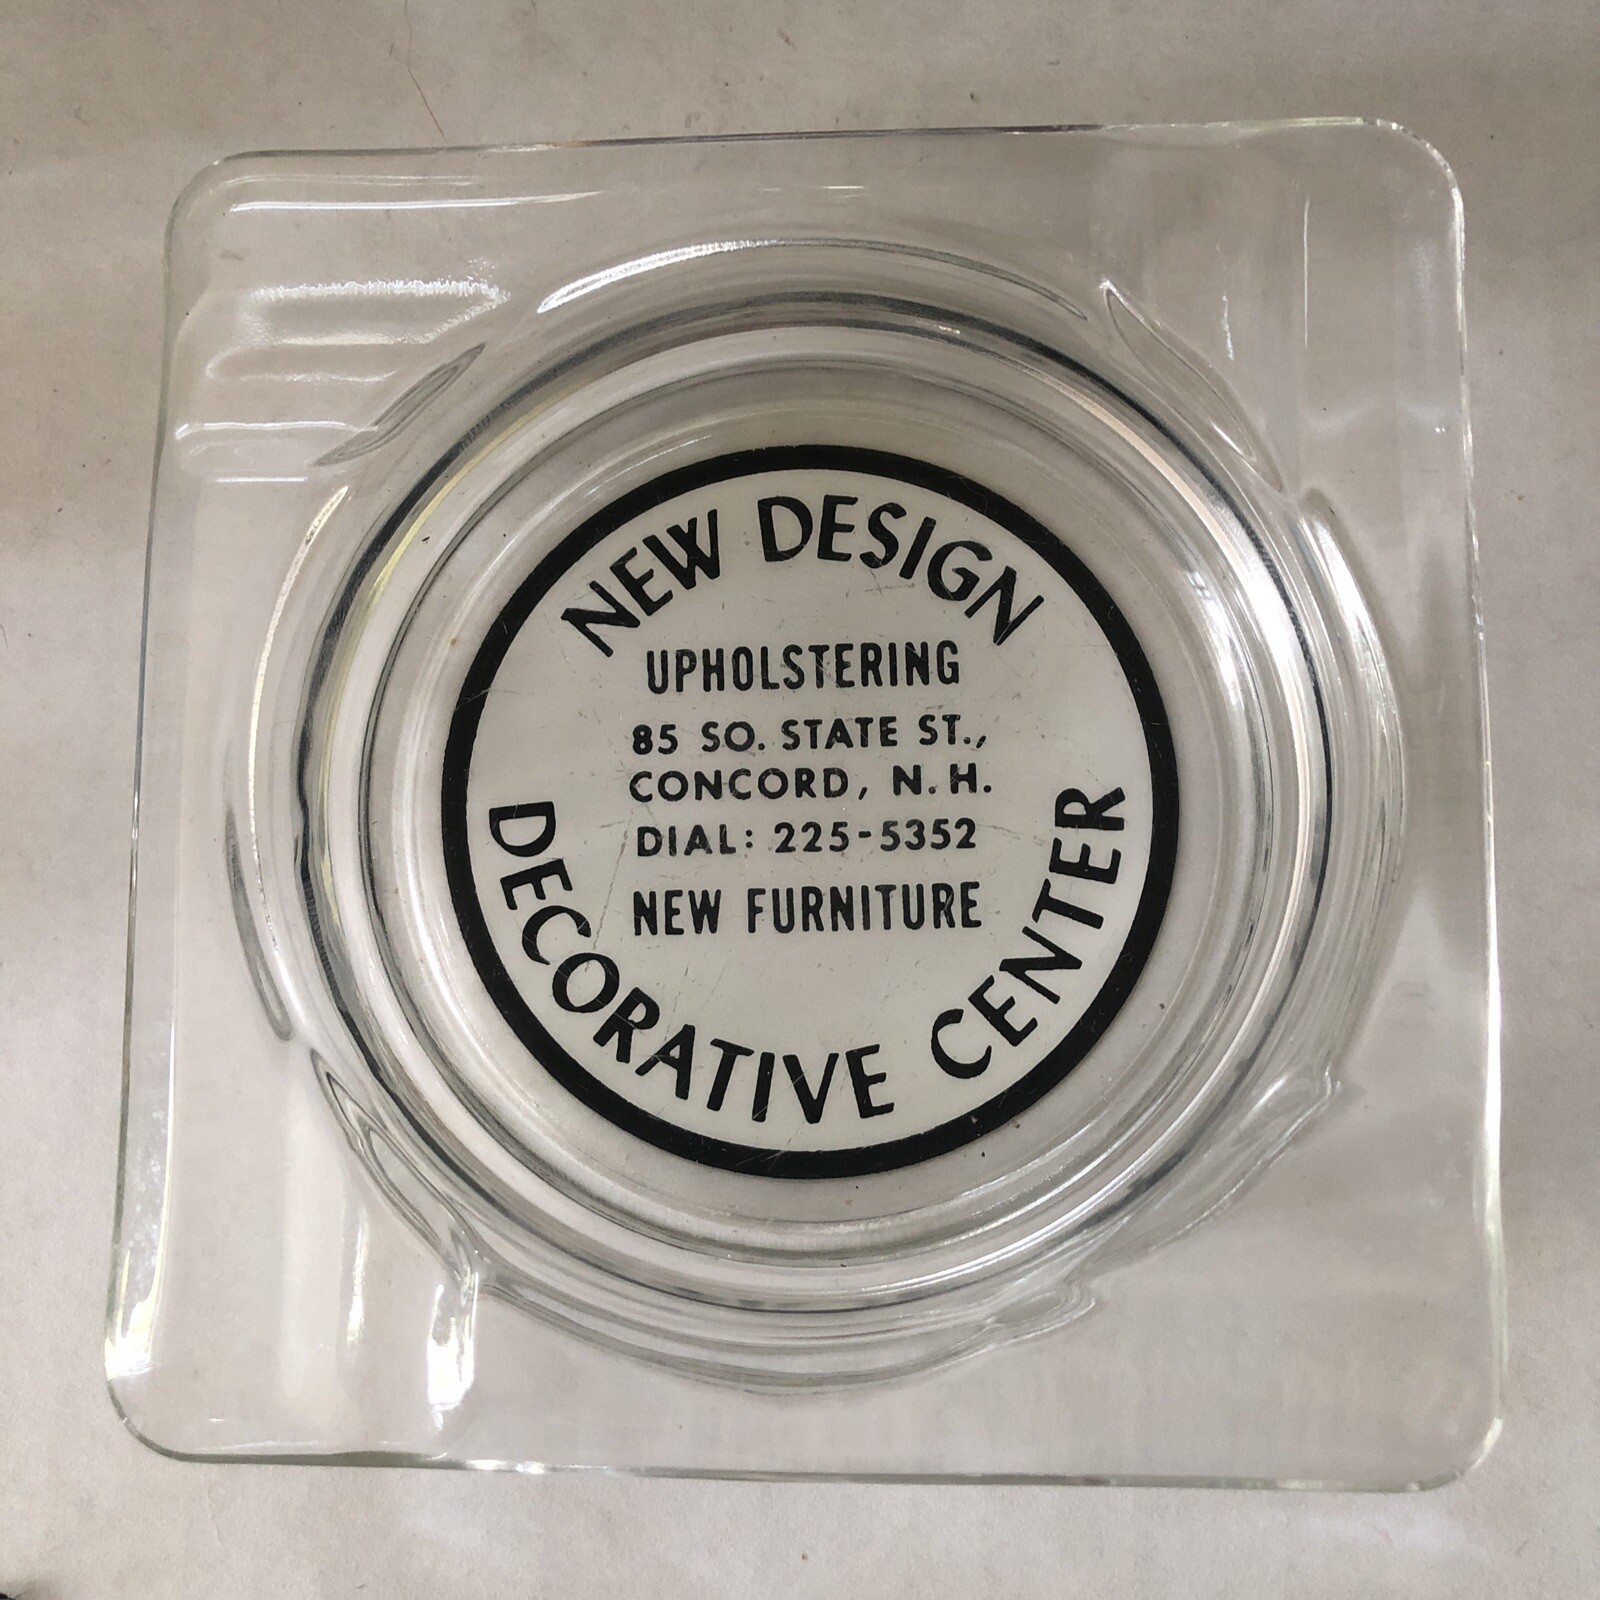 NEW DESIGN
UPHOLSTERING
85 SO. STATE ST.,
CONCORD, N.H.
DIAL: 225-5352
NEW FURNITURE
DECORATIVE CENTER